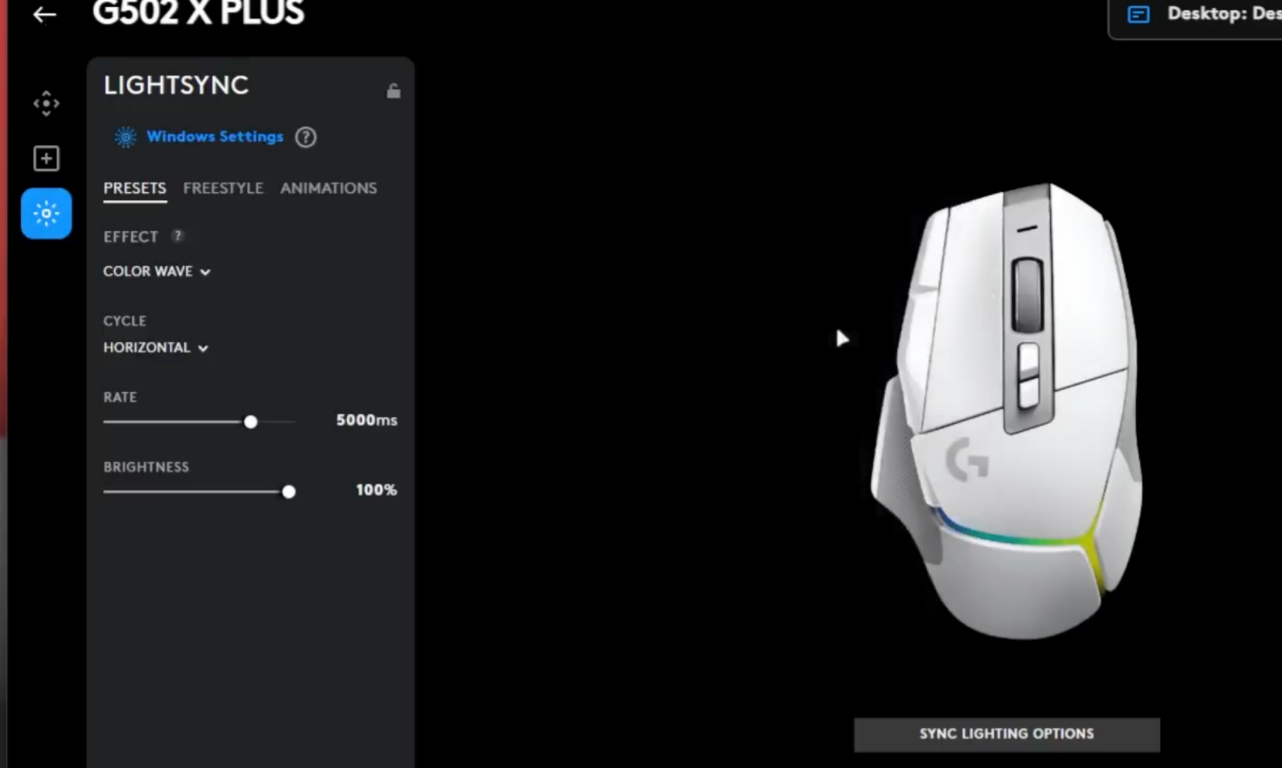 G502 X PLUS
Desktop: Des
LIGHTSYNC
Windows Settings ?
PRESETS FREESTYLE ANIMATIONS
EFFECT ?
COLOR WAVE
CYCLE
HORIZONTAL
RATE
5000ms
BRIGHTNESS
100%
SYNC LIGHTING OPTIONS